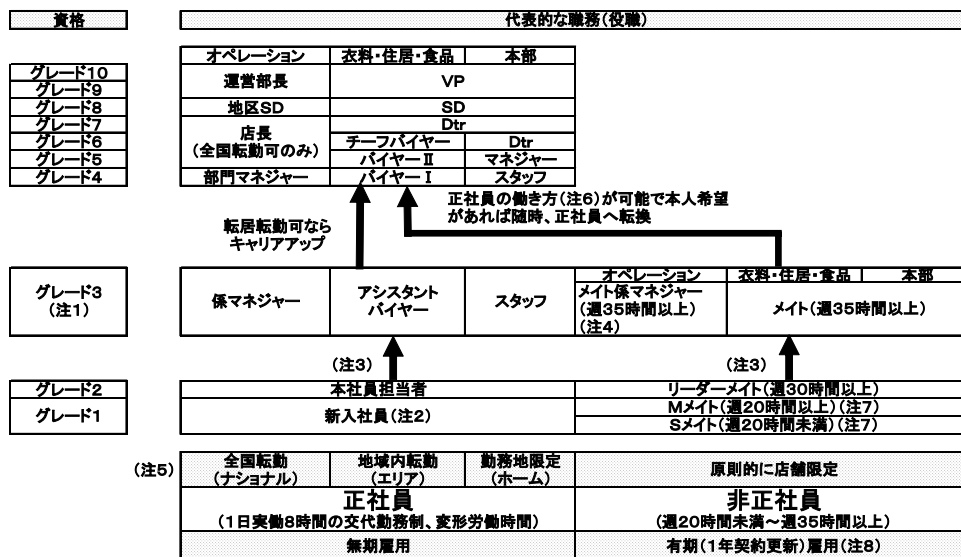 資格
代表的な職務(役職)
オペレーション 衣料・住居・食品 本部
グレード10
グレード9
運営部長 VP
グレード8 地区SD SD
グレード7 Dtr
店長
(全国転勤可のみ)
グレード6 チーフバイヤー Dtr
グレード5 バイヤーⅡ マネジャー
グレード4 部門マネジャー バイヤーⅠ スタッフ
正社員の働き方(注6)が可能で本人希望
があれば随時、正社員へ転換
転居転勤可なら
キャリアアップ
オペレーション 衣料・住居・食品 本部
グレード3
(注1)
係マネジャー
アシスタント
バイヤー
スタッフ
メイト係マネジャー
(週35時間以上)
(注4)
メイト(週35時間以上)
(注3) (注3)
グレード2 本社員担当者 リーダーメイト(週30時間以上)
グレード1 新入社員(注2)
Mメイト(週20時間以上)(注7)
Sメイト(週20時間未満)(注7)
(注5)
全国転勤
(ナショナル)
地域内転勤
(エリア)
勤務地限定
(ホーム)
原則的に店舗限定
正社員
(1日実働8時間の交代勤務制、変形労働時間)
非正社員
(週20時間未満～週35時間以上)
無期雇用 有期(1年契約更新)雇用(注8)